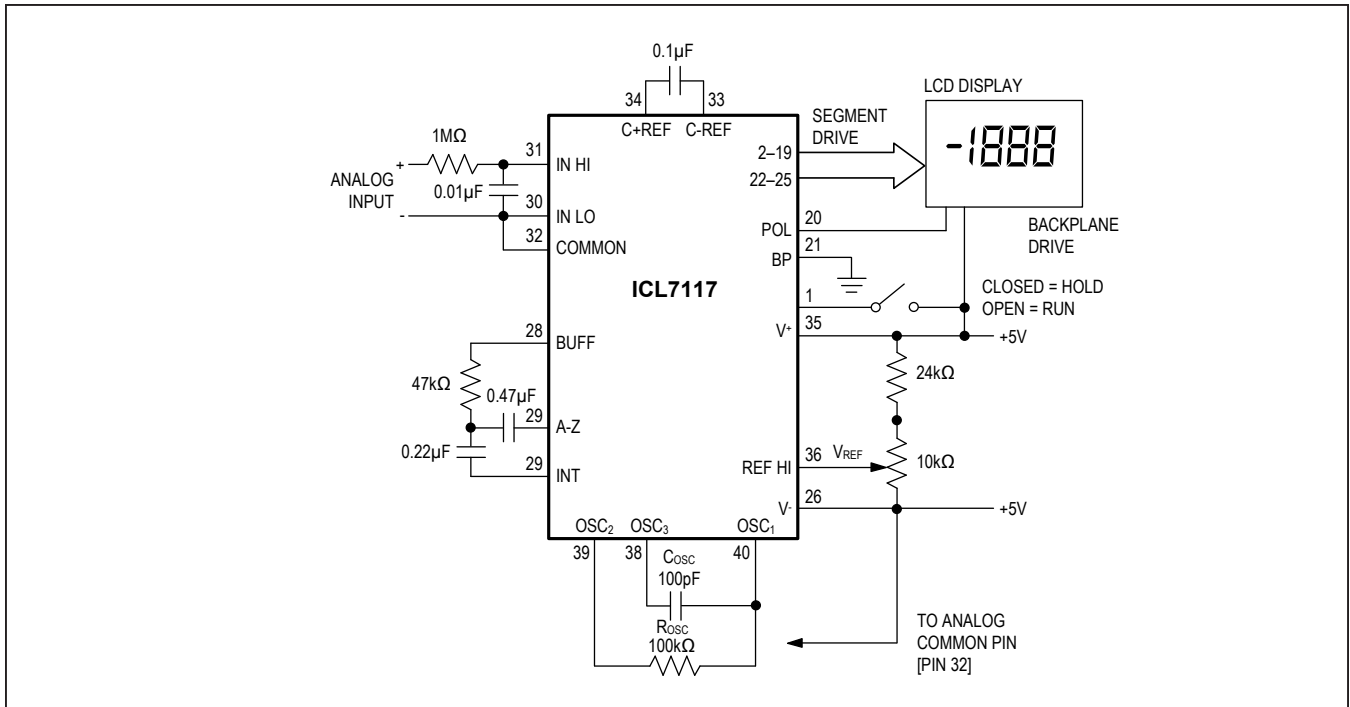 0.1µF
34
33
C+REF
C-REF
LCD DISPLAY
-1888
SEGMENT
DRIVE
1MΩ
31
IN HI
+
ANALOG
INPUT
-
0.01µF
30
IN LO
32
COMMON
2–19
22–25
POL
20
BP
21
BACKPLANE
DRIVE
ICL7117
1
CLOSED = HOLD
OPEN = RUN
V+
35
+5V
28
BUFF
47kΩ
0.47µF
29
A-Z
0.22µF
29
INT
24kΩ
REF HI
36
VREF
10kΩ
V-
26
+5V
OSC2
OSC3
OSC1
39
38
40
COSC
100pF
ROSC
100kΩ
TO ANALOG
COMMON PIN
[PIN 32]